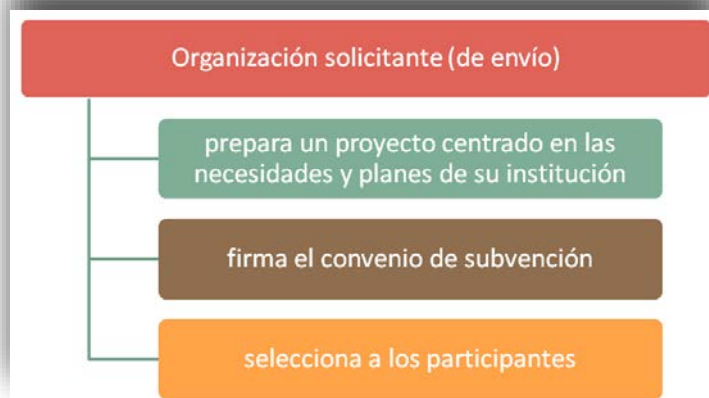 Organización solicitante (de envío)
prepara un proyecto centrado en las
necesidades y planes de su institución
firma el convenio de subvención
selecciona a los participantes